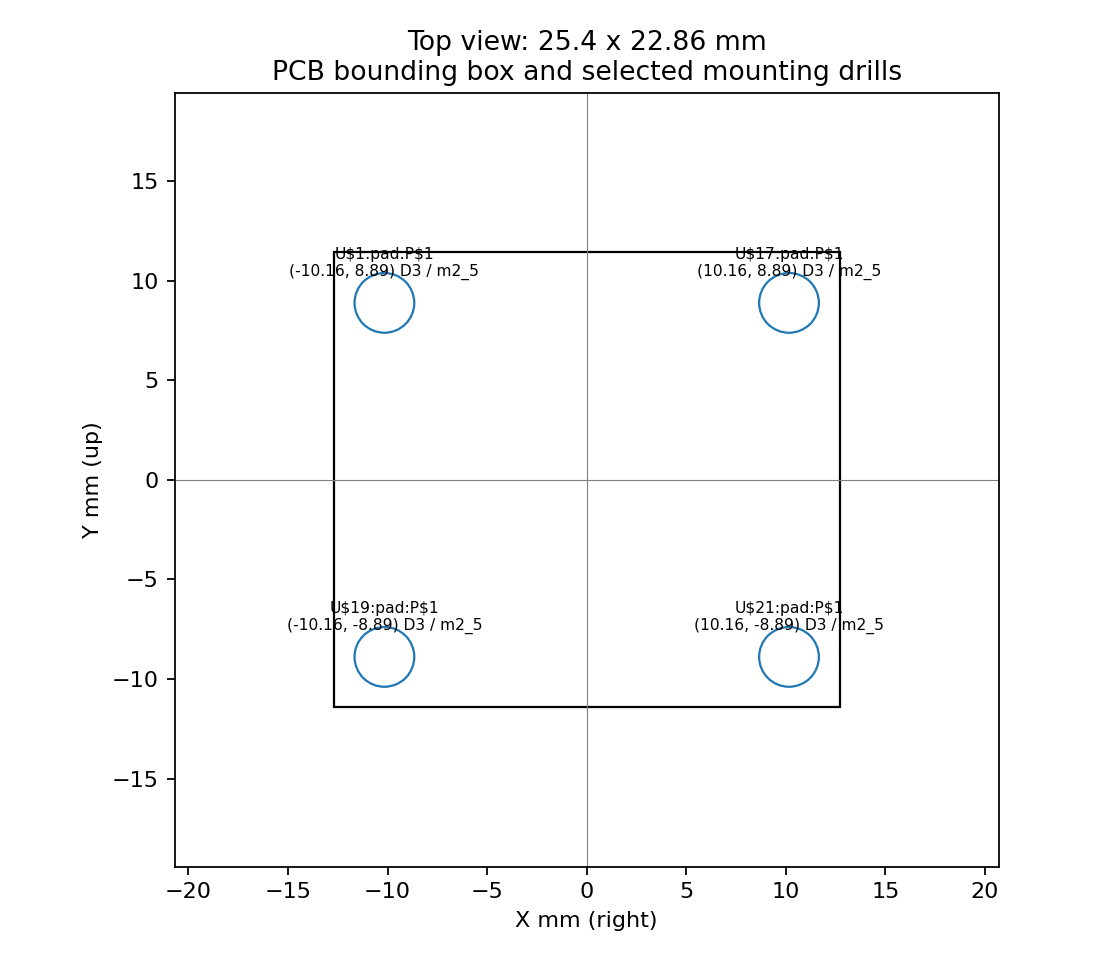 Top view: 25.4 x 22.86 mm
PCB bounding box and selected mounting drills
U$1:pad:P$1
(-10.16, 8.89) D3 / m2_5
U$17:pad:P$1
(10.16, 8.89) D3 / m2_5
U$19:pad:P$1
(-10.16, -8.89) D3 / m2_5
U$21:pad:P$1
(10.16, -8.89) D3 / m2_5
15
10
5
0
−5
−10
−15
Y mm (up)
−20
−15
−10
−5
0
5
10
15
20
X mm (right)